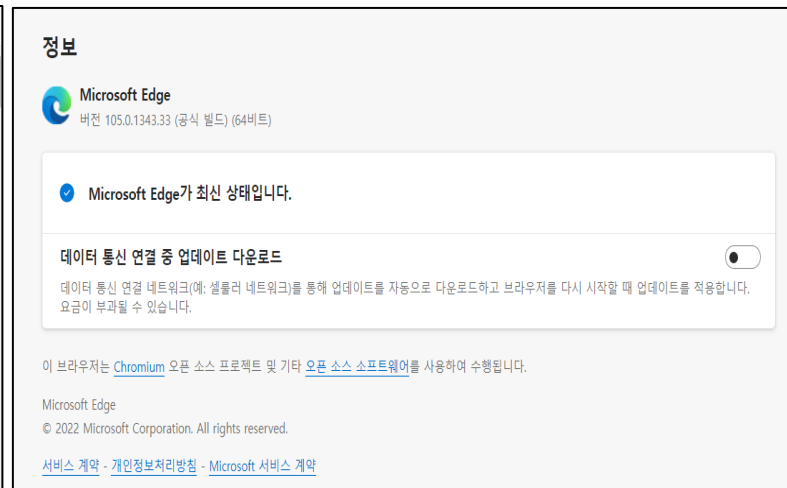 정보
Microsoft Edge
버전 105.0.1343.33 (공식 빌드) (64비트)
Microsoft Edge가 최신 상태입니다.
데이터 통신 연결 중 업데이트 다운로드
데이터 통신 연결 네트워크(예: 셀룰러 네트워크)를 통해 업데이트를 자동으로 다운로드하고 브라우저를 다시 시작할 때 업데이트를 적용합니다.
요금이 부과될 수 있습니다.
이 브라우저는 Chromium 오픈 소스 프로젝트 및 기타 오픈 소스 소프트웨어를 사용하여 수행됩니다.
Microsoft Edge
© 2022 Microsoft Corporation. All rights reserved.
서비스 계약 - 개인정보처리방침 - Microsoft 서비스 계약